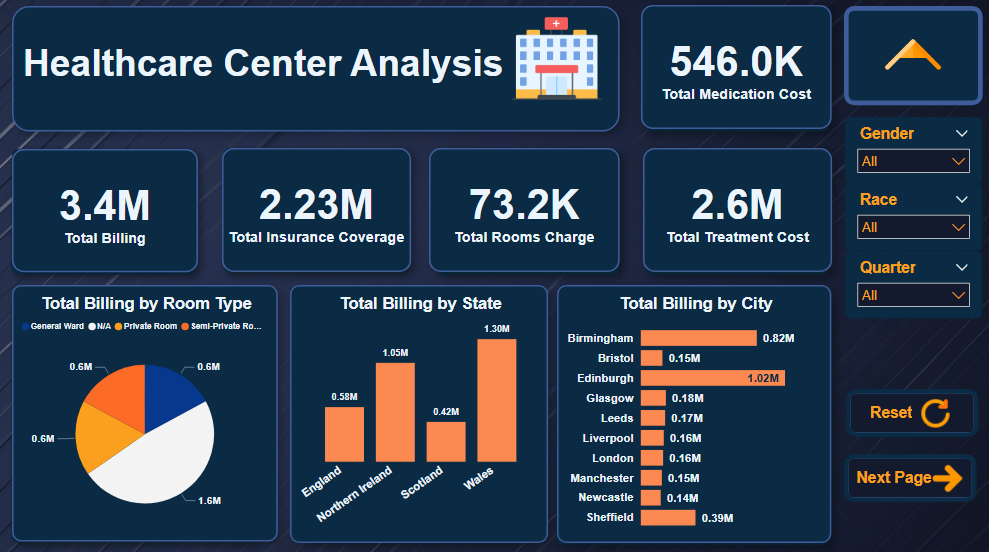 Healthcare Center Analysis
546.0K
Total Medication Cost
Gender
All
Race
All
Quarter
All
3.4M
Total Billing
2.23M
Total Insurance Coverage
73.2K
Total Rooms Charge
2.6M
Total Treatment Cost
Total Billing by Room Type
General Ward N/A Private Room Semi-Private Ro...
0.6M
0.6M
0.6M
1.6M
Total Billing by State
1.30M
1.05M
0.58M
0.42M
England
Northern Ireland
Scotland
Wales
Total Billing by City
Birmingham 0.82M
Bristol 0.15M
Edinburgh 1.02M
Glasgow 0.18M
Leeds 0.17M
Liverpool 0.16M
London 0.16M
Manchester 0.15M
Newcastle 0.14M
Sheffield 0.39M
Reset
Next Page